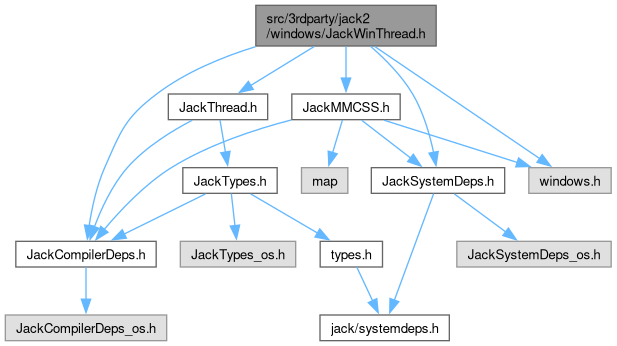 src/3rdparty/jack2
/windows/JackWinThread.h
JackThread.h
JackMMCSS.h
JackTypes.h
map
JackSystemDeps.h
windows.h
JackCompilerDeps.h
JackTypes_os.h
types.h
JackSystemDeps_os.h
JackCompilerDeps_os.h
jack/systemdeps.h